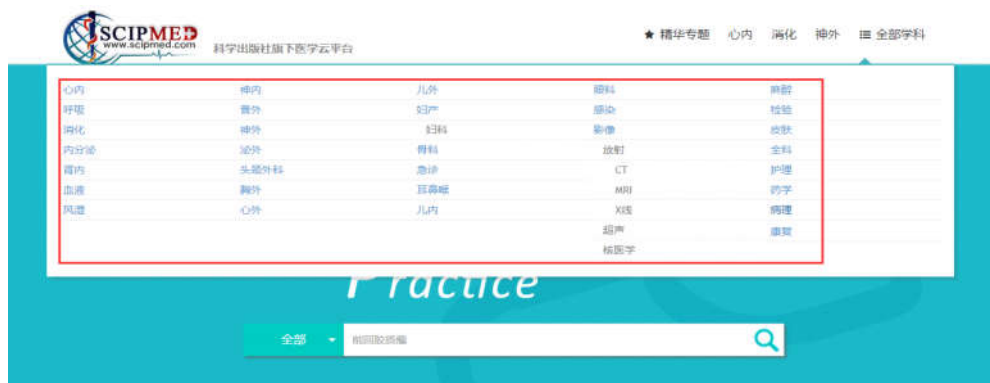 SCIPMED
www.scipmed.com
科学出版社旗下医学云平台
★ 精华专题 心内 消化 神外 全部学科
心内 神内 儿外 眼科 麻醉
呼吸 普外 妇产 感染 检验
消化 神外 妇科 影像 皮肤
内分泌 泌外 骨科 放射 全科
肾内 头颈外科 急诊 CT 护理
血液 胸外 耳鼻喉 MRI 药学
风湿 心外 儿内 X线 病理
超声 康复
核医学
Practice
全部